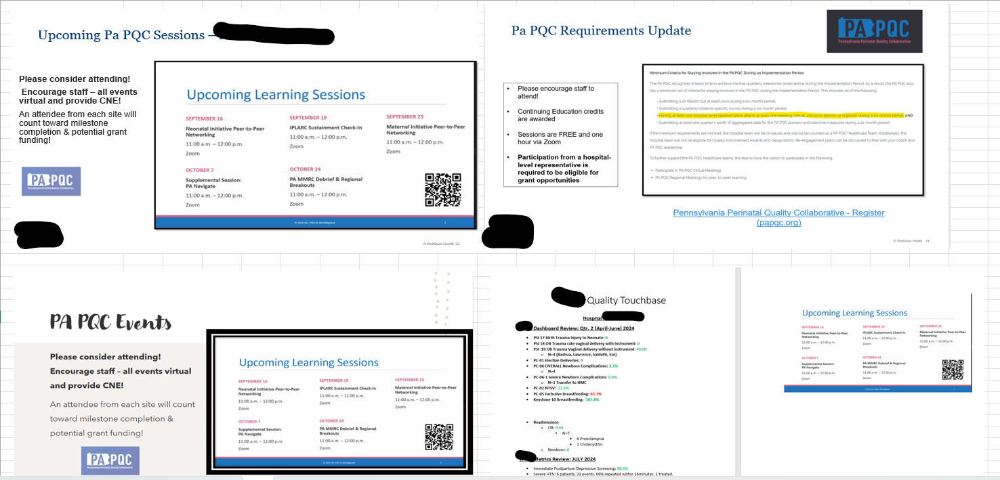 Upcoming Pa PQC Sessions –
Please consider attending!
Encourage staff – all events
virtual and provide CNE!
An attendee from each site will
count toward milestone
completion & potential grant
funding!
PA PQC
Pennsylvania Perinatal Quality Collaborative
Upcoming Learning Sessions
SEPTEMBER 16
Neonatal Initiative Peer-to-Peer
Networking
11:00 a.m. – 12:00 p.m.
Zoom
SEPTEMBER 19
IPLARC Sustainment Check-In
11:00 a.m. – 12:00 p.m.
Zoom
SEPTEMBER 23
Maternal Initiative Peer-to-Peer
Networking
11:00 a.m. – 12:00 p.m.
Zoom
OCTOBER 7
Supplemental Session:
PA Navigate
11:00 a.m. – 12:00 p.m.
Zoom
OCTOBER 24
PA MMRC Debrief & Regional
Breakouts
11:00 a.m. – 12:00 p.m.
Zoom
7
© WellSpan Health 24
Pa PQC Requirements Update
PA PQC
Pennsylvania Perinatal Quality Collaborative
• Please encourage staff to
attend!
• Continuing Education credits
are awarded
• Sessions are FREE and one
hour via Zoom
• Participation from a hospital-
level representative is
required to be eligible for
grant opportunities
Minimum Criteria for Staying Involved in the PA PQC During an Implementation Period
The PA PQC recognizes it takes time to achieve the five quarterly milestones listed above during the Implementation Period. As a result, the PA PQC also
has a minimum set of criteria for staying involved in the PA PQC during the Implementation Period. This includes all of the following:
• Submitting a QI Report Out at least once during a six-month period.
• Submitting a quarterly initiative-specific survey during a six-month period.
• Having at least one hospital-level representative attend at least one meeting (virtual, annual in-person, or regional) during a six-month period, AND
• Submitting at least one quarter's worth of aggregated data for the PA PQC process and outcome measures during a 12-month period.
If the minimum requirements are not met, the hospital team will be on pause and will not be counted as a PA PQC Healthcare Team. Additionally, the
hospital team will not be eligible for Quality Improvement Awards and Designations. Re-engagement plans can be discussed further with your coach and
PA PQC leadership.
To further support the PA PQC healthcare teams, the teams have the option to participate in the following:
• Participate in PA PQC Virtual Meetings
• PA PQC Regional Meetings for peer-to-peer learning
Pennsylvania Perinatal Quality Collaborative - Register
(papqc.org)
© WellSpan Health 14
PA PQC Events
Please consider attending!
Encourage staff – all events virtual
and provide CNE!
An attendee from each site will count
toward milestone completion &
potential grant funding!
PA PQC
Pennsylvania Perinatal Quality Collaborative
Upcoming Learning Sessions
SEPTEMBER 16
Neonatal Initiative Peer-to-Peer
Networking
11:00 a.m. – 12:00 p.m.
Zoom
SEPTEMBER 19
IPLARC Sustainment Check-In
11:00 a.m. – 12:00 p.m.
Zoom
SEPTEMBER 23
Maternal Initiative Peer-to-Peer
Networking
11:00 a.m. – 12:00 p.m.
Zoom
OCTOBER 7
Supplemental Session:
PA Navigate
11:00 a.m. – 12:00 p.m.
Zoom
OCTOBER 24
PA MMRC Debrief & Regional
Breakouts
11:00 a.m. – 12:00 p.m.
Zoom
Quality Touchbase
Hospital
Dashboard Review: Qtr. 2 (April-June) 2024
• PSI 17 Birth Trauma Injury to Neonate: 0
• PSI 18 OB Trauma rate vaginal delivery with instrument: 0
• PSI 19 OB Trauma Vaginal delivery without instrument: 40.00
o N=4 (Bashua, Lawrence, Saldutti, Sze)
• PC-01 Elective Deliveries: 0
• PC-06 OVERALL Newborn Complications: 3.2%
o N=4
• PC-06-1 Severe Newborn Complications: 0.8%
o N=1 Transfer to HMC
• PC-02 NTSV: 22.6%
• PC-05 Exclusive Breastfeeding: 63.3%
• Keystone 10 Breastfeeding: 107.8%
• Readmissions-
o OB: 0.84
▪ N=7
▪ 6 Preeclampsia
▪ 1 Cholecystitis
o Newborn: 0
Metrics Review: JULY 2024
• Immediate Postpartum Depression Screening: 98.6%
• Severe HTN: 6 patients, 31 events. 66% repeated within 16minutes. 1 treated.
Upcoming Learning Sessions
SEPTEMBER 16
Neonatal Initiative Peer-to-Peer
Networking
11:00 a.m. – 12:00 p.m.
Zoom
SEPTEMBER 19
IPLARC Sustainment Check-In
11:00 a.m. – 12:00 p.m.
Zoom
SEPTEMBER 23
Maternal Initiative Peer-to-Peer
Networking
11:00 a.m. – 12:00 p.m.
Zoom
OCTOBER 7
Supplemental Session:
PA Navigate
11:00 a.m. – 12:00 p.m.
Zoom
OCTOBER 24
PA MMRC Debrief & Regional
Breakouts
11:00 a.m. – 12:00 p.m.
Zoom